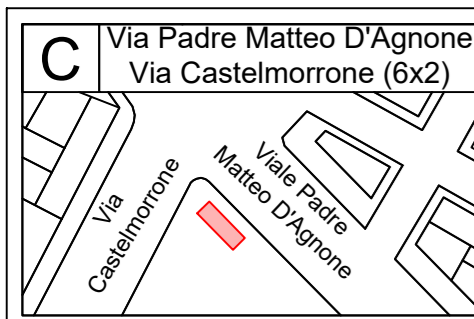 C
Via Padre Matteo D'Agnone
Via Castelmorrone (6x2)
Via
Castelmorrone
Viale Padre
Matteo D'Agnone